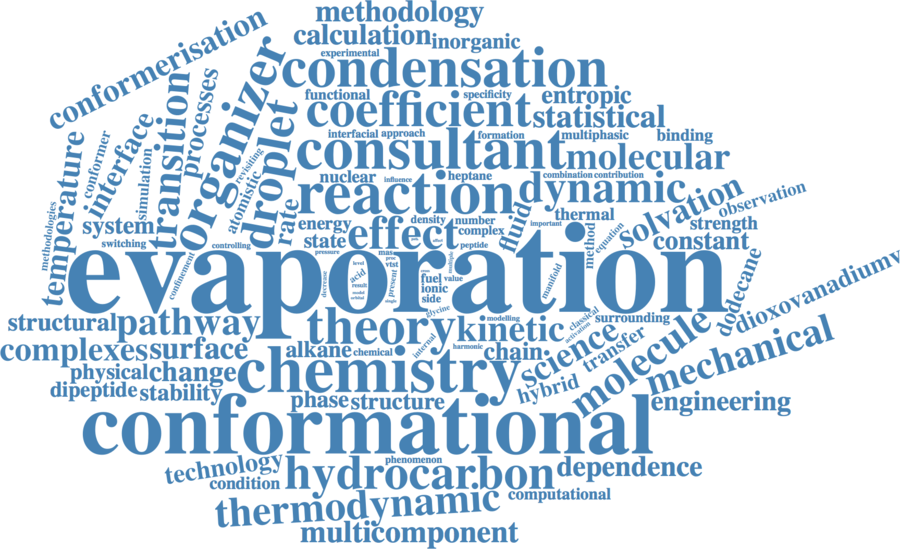 methodology
calculation
inorganic
conformerisation
experimental
condensation
functional
specificity
entropic
coefficient
statistical
organizer
transition
processes
droplet
interfacial approach
formation
multiphasic
binding
consultant
molecular
interface
conformer
simulation
revisiting
atomistic
nuclear
influence
heptane
combination contribution
reaction
dynamic
temperature
methodologies
system
switching
controlling
confinement
rate
energy
state
effect
density
number
complex
peptide
fluid
important
thermal
method
equation
solvation
observation
strength
constant
evaporation
pressure
decrease
level
acid
result
model
orbital
single
present
vtst
fuel
value
ionic
side
multiple
glycine
manifold
dodecane
dioxovanadiumv
structural
pathway
theory
kinetic
modelling
classical
activation
surrounding
internal
harmonic
complexes
surface
alkane
chemical
chain
science
transfer
molecule
mechanical
physical
change
chemistry
hybrid
dipeptide
stability
phase
structure
engineering
conformational
phenomenon
technology
condition
hydrocarbon
dependence
thermodynamic
computational
multicomponent